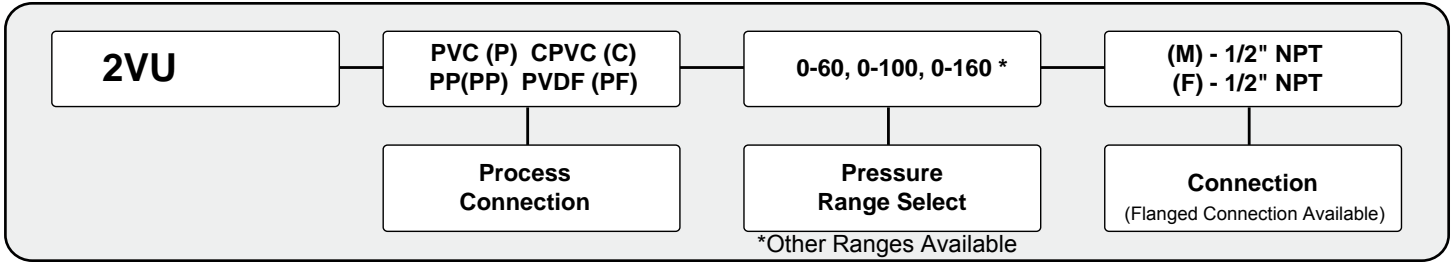 2VU
PVC (P) CPVC (C)
PP(PP) PVDF (PF)
0-60, 0-100, 0-160 *
(M) - 1/2" NPT
(F) - 1/2" NPT
Process
Connection
Pressure
Range Select
Connection
(Flanged Connection Available)
*Other Ranges Available